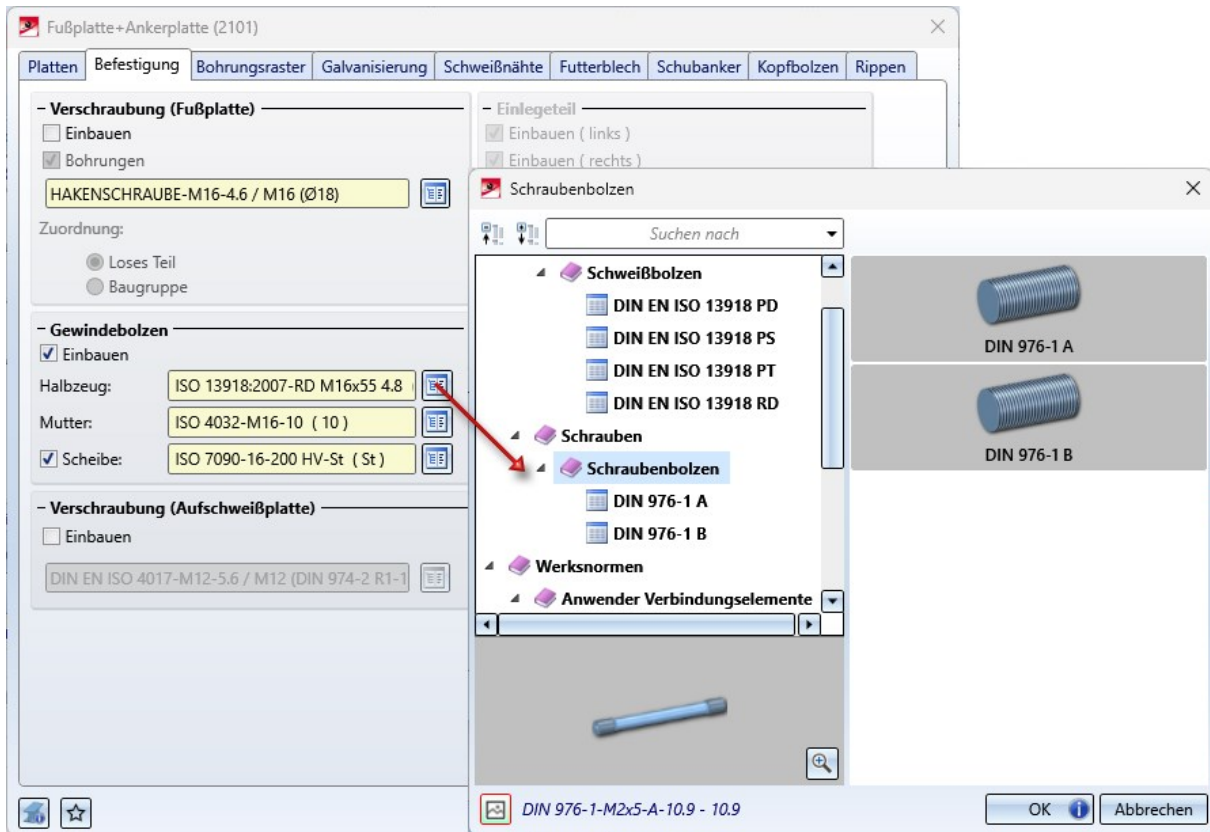 Fußplatte+Ankerplatte (2101)
Platten Befestigung Bohrungsraster Galvanisierung Schweißnähte Futterblech Schubanker Kopfbolzen Rippen
Verschraubung (Fußplatte)
Einbauen
Bohrungen
HAKENSCHRAUBE-M16-4.6 / M16 (Ø18)
Zuordnung:
Loses Teil
Baugruppe
Einlegeteil
Einbauen ( links )
Einbauen ( rechts )
Gewindebolzen
Einbauen
Halbzeug: ISO 13918:2007-RD M16x55 4.8
Mutter: ISO 4032-M16-10 ( 10 )
Scheibe: ISO 7090-16-200 HV-St ( St )
Verschraubung (Aufschweißplatte)
Einbauen
DIN EN ISO 4017-M12-5.6 / M12 (DIN 974-2 R1-1
Schraubenbolzen
Suchen nach
Schweißbolzen
DIN EN ISO 13918 PD
DIN EN ISO 13918 PS
DIN EN ISO 13918 PT
DIN EN ISO 13918 RD
Schrauben
Schraubenbolzen
DIN 976-1 A
DIN 976-1 B
Werksnormen
Anwender Verbindungselemente
DIN 976-1 A
DIN 976-1 B
DIN 976-1-M2x5-A-10.9 - 10.9
OK Abbrechen